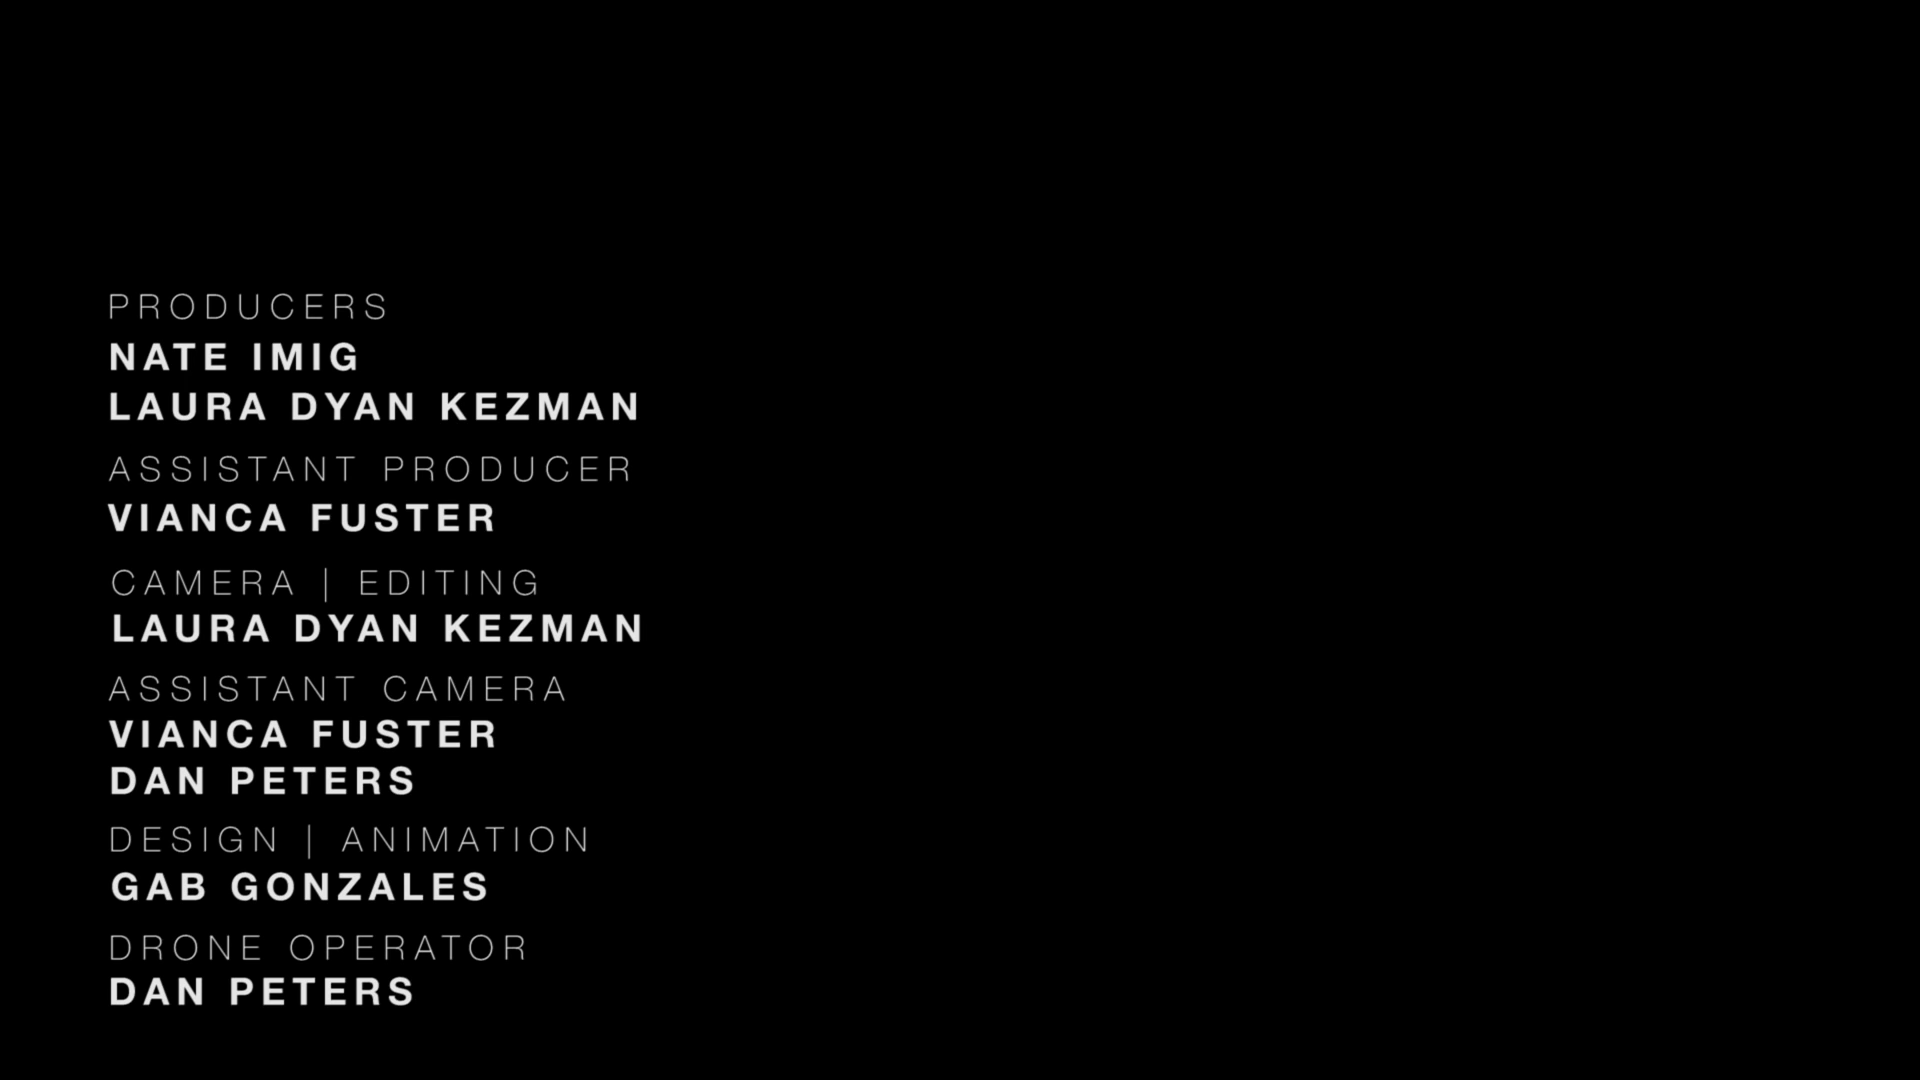 PRODUCERS
NATE IMIG
LAURA DYAN KEZMAN
ASSISTANT PRODUCER
VIANCA FUSTER
CAMERA | EDITING
LAURA DYAN KEZMAN
ASSISTANT CAMERA
VIANCA FUSTER
DAN PETERS
DESIGN | ANIMATION
GAB GONZALES
DRONE OPERATOR
DAN PETERS